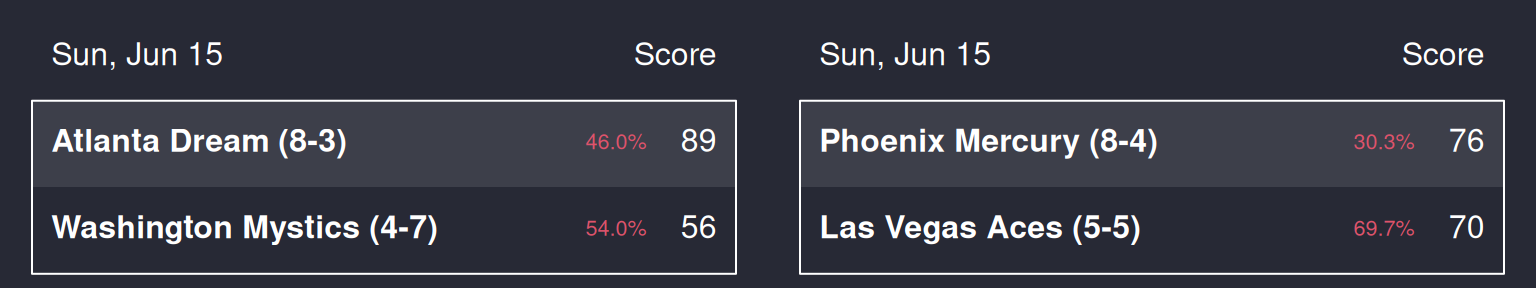 Sun, Jun 15 Score
Atlanta Dream (8-3) 46.0% 89
Washington Mystics (4-7) 54.0% 56
Sun, Jun 15 Score
Phoenix Mercury (8-4) 30.3% 76
Las Vegas Aces (5-5) 69.7% 70